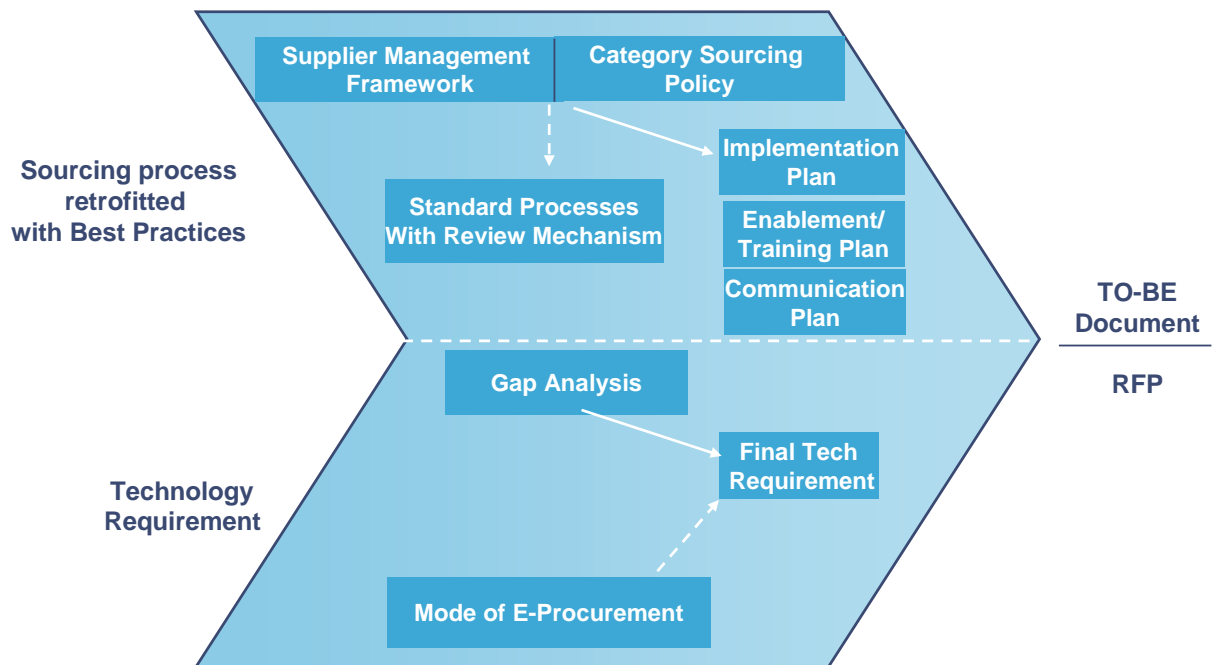 Supplier Management
Framework
Category Sourcing
Policy
Sourcing process
retrofitted
with Best Practices
Implementation
Plan
Standard Processes
With Review Mechanism
Enablement/
Training Plan
Communication
Plan
TO-BE
Document
RFP
Gap Analysis
Final Tech
Requirement
Technology
Requirement
Mode of E-Procurement